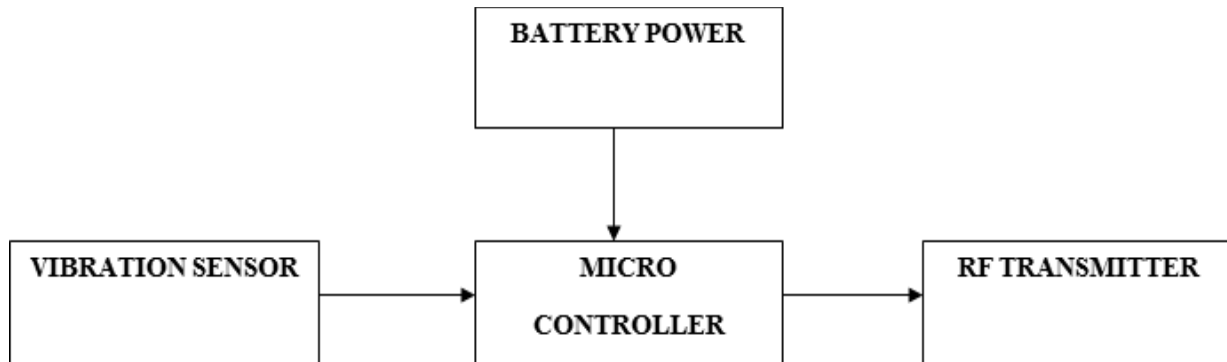 BATTERY POWER
VIBRATION SENSOR
MICRO
CONTROLLER
RF TRANSMITTER